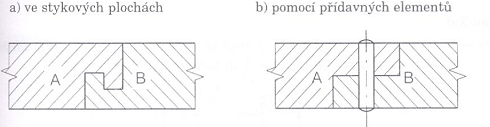 a) ve stykových plochách
b) pomocí přídavných elementů
A B
A B